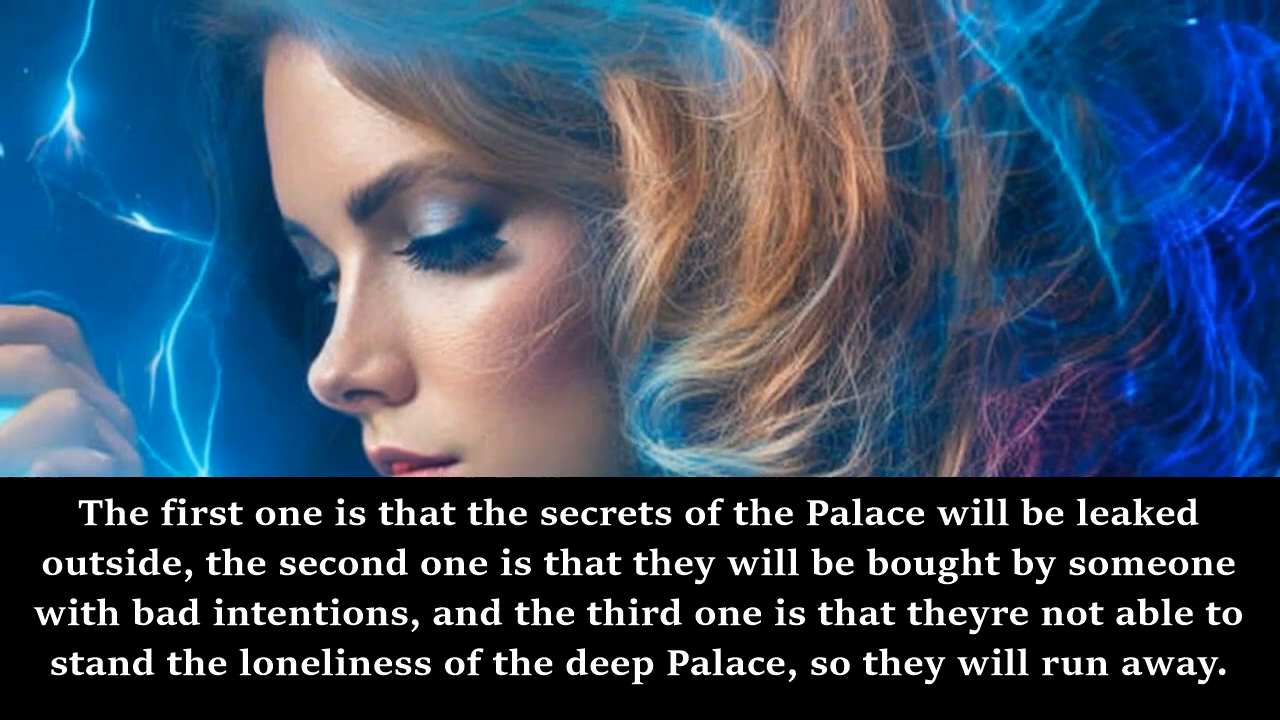 The first one is that the secrets of the Palace will be leaked
outside, the second one is that they will be bought by someone
with bad intentions, and the third one is that theyre not able to
stand the loneliness of the deep Palace, so they will run away.